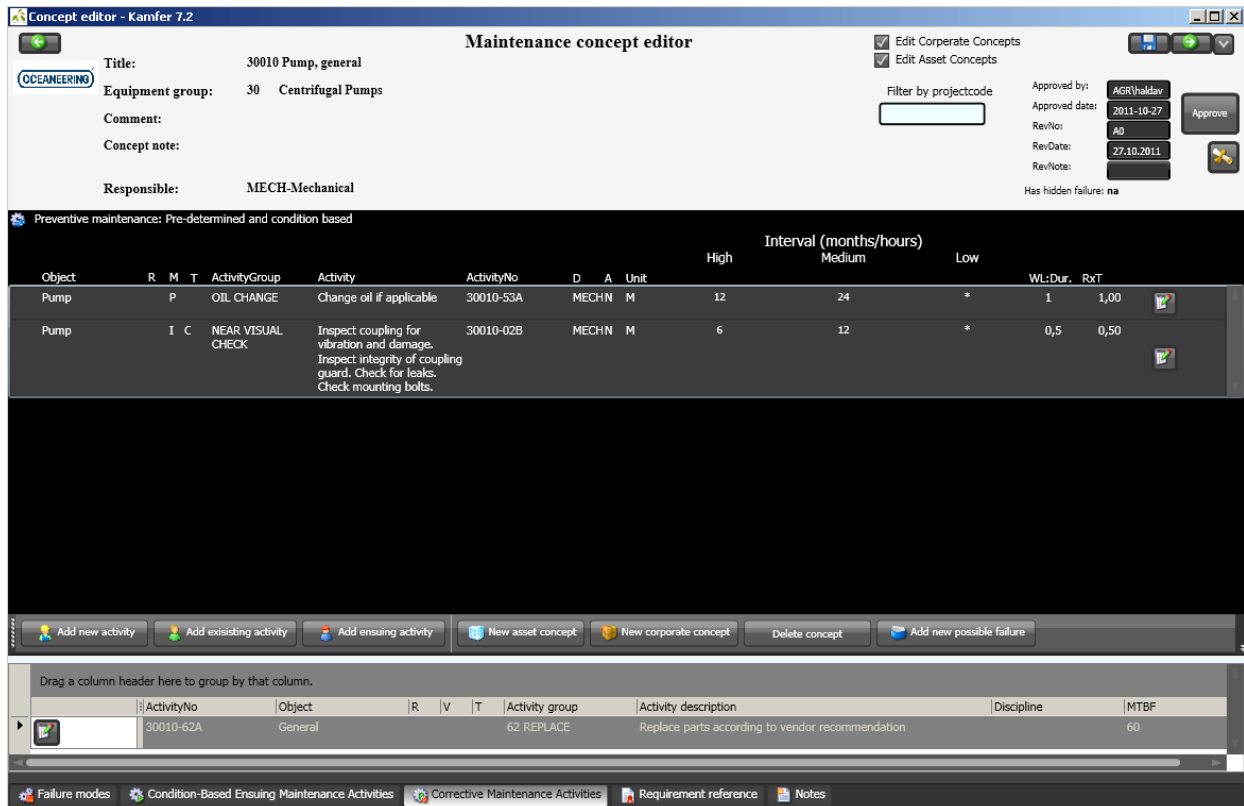 Concept editor - Kamfer 7.2
Maintenance concept editor
OCEANEERING
Title: 30010 Pump, general
Equipment group: 30 Centrifugal Pumps
Comment:
Concept note:
Responsible: MECH-Mechanical
Edit Corperate Concepts
Edit Asset Concepts
Filter by projectcode
Approved by: AGR\haldav
Approved date: 2011-10-27
RevNo: A0
RevDate: 27.10.2011
RevNote:
Approve
Has hidden failure: na
Preventive maintenance: Pre-determined and condition based
Interval (months/hours)
High Medium Low
Object R M T ActivityGroup Activity ActivityNo D A Unit WL:Dur. RxT
Pump P OIL CHANGE Change oil if applicable 30010-53A MECH N M 12 24 * 1 1,00
Pump I C NEAR VISUAL Inspect coupling for 30010-02B MECH N M 6 12 * 0,5 0,50
CHECK vibration and damage.
Inspect integrity of coupling
guard. Check for leaks.
Check mounting bolts.
Add new activity Add exisisting activity Add ensuing activity New asset concept New corporate concept Delete concept Add new possible failure
Drag a column header here to group by that column.
ActivityNo Object R V T Activity group Activity description Discipline MTBF
30010-62A General 62 REPLACE Replace parts according to vendor recommendation 60
Failure modes Condition-Based Ensuing Maintenance Activities Corrective Maintenance Activities Requirement reference Notes